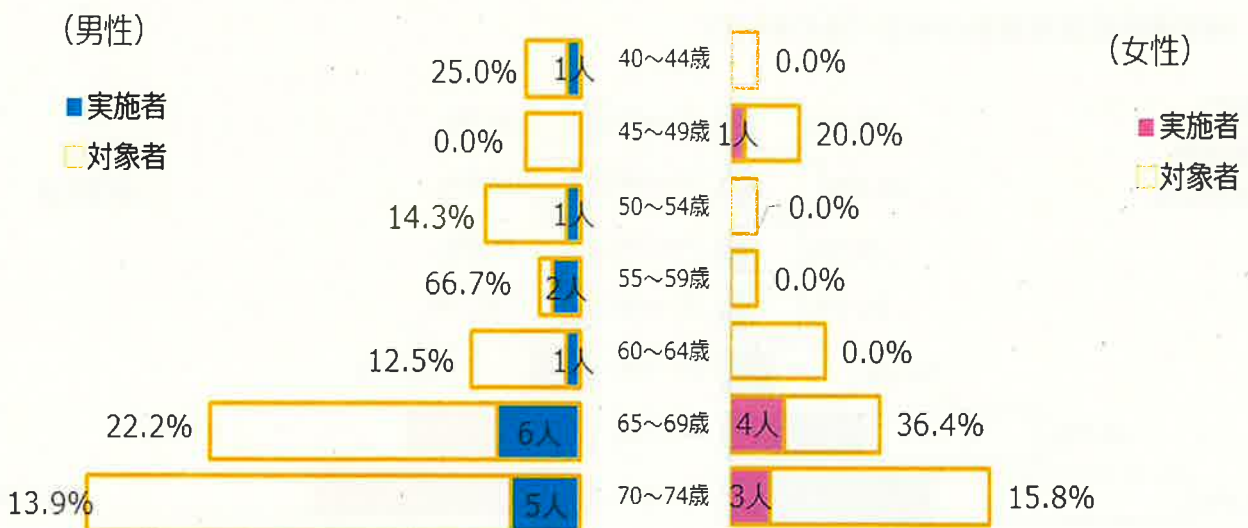 (男性)
(女性)
実施者
対象者
実施者
対象者
25.0% 1人 40～44歳 0.0%
0.0% 45～49歳 1人 20.0%
14.3% 1人 50～54歳 0.0%
66.7% 2人 55～59歳 0.0%
12.5% 1人 60～64歳 0.0%
22.2% 6人 65～69歳 4人 36.4%
13.9% 5人 70～74歳 3人 15.8%